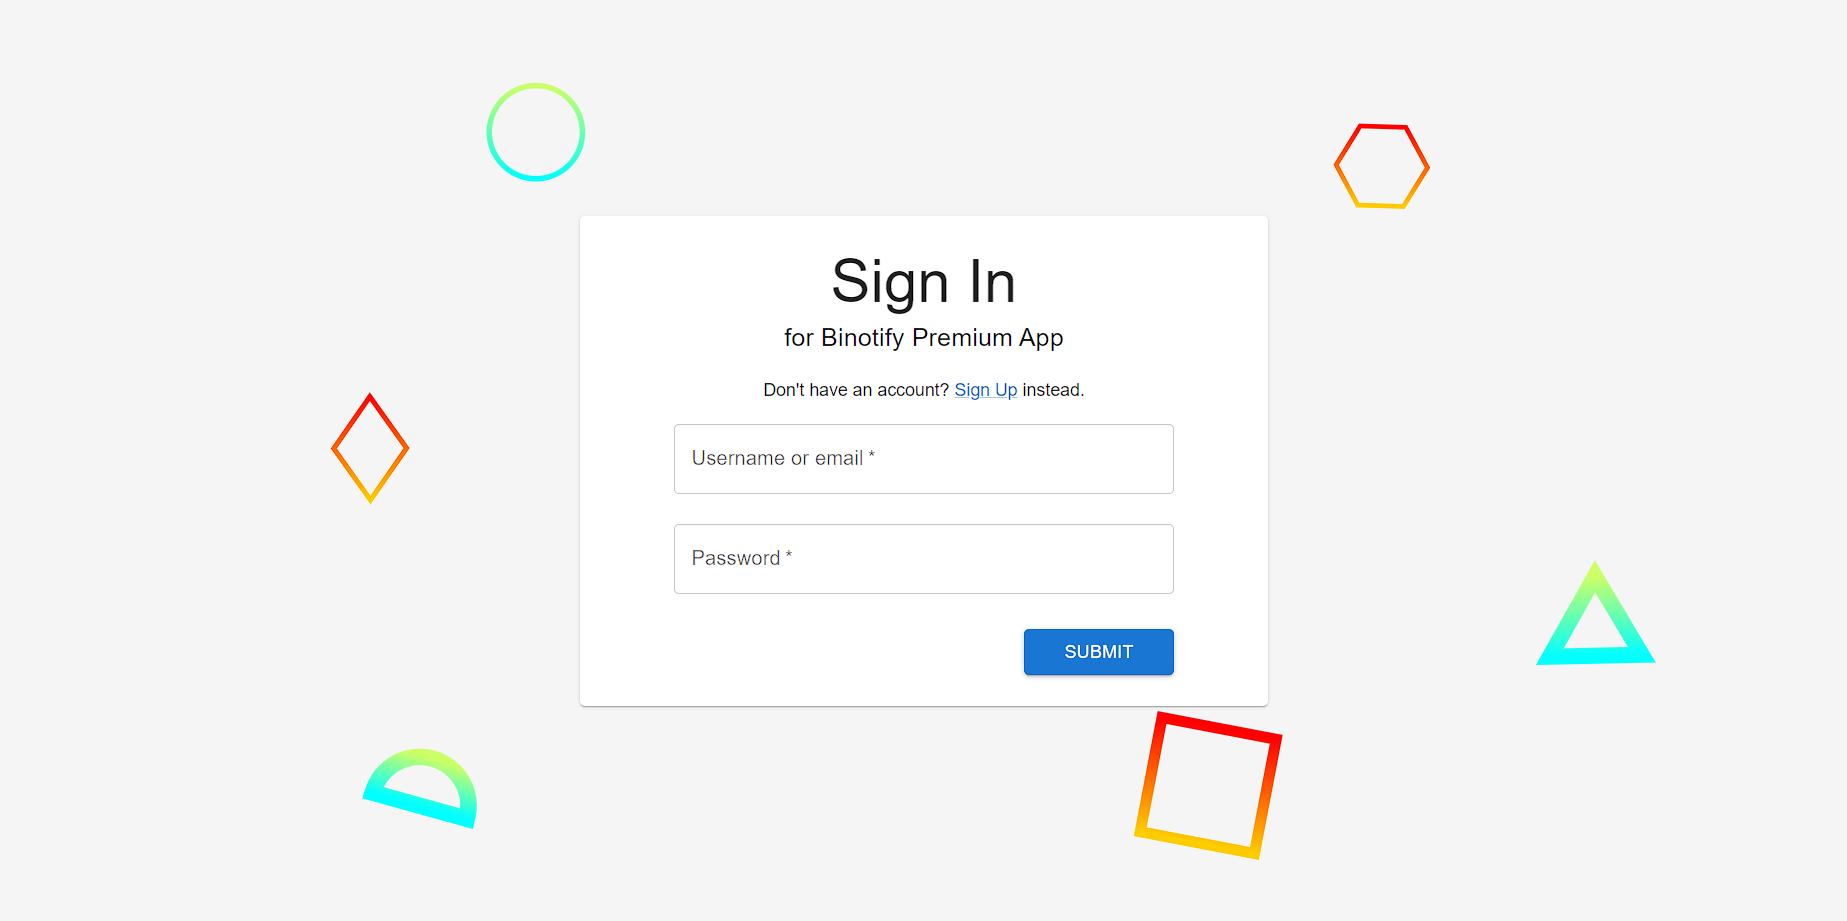 Sign In
for Binotify Premium App
Don't have an account? Sign Up instead.
Username or email *
Password *
SUBMIT